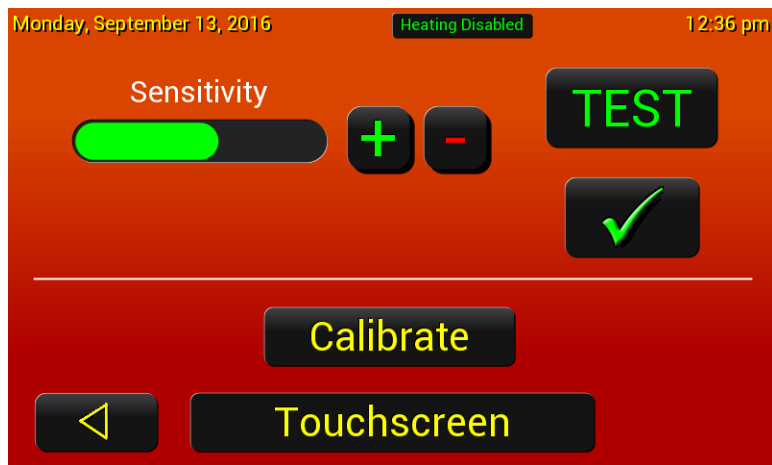 Monday, September 13, 2016 Heating Disabled 12:36 pm
Sensitivity
+ - TEST
Calibrate
Touchscreen